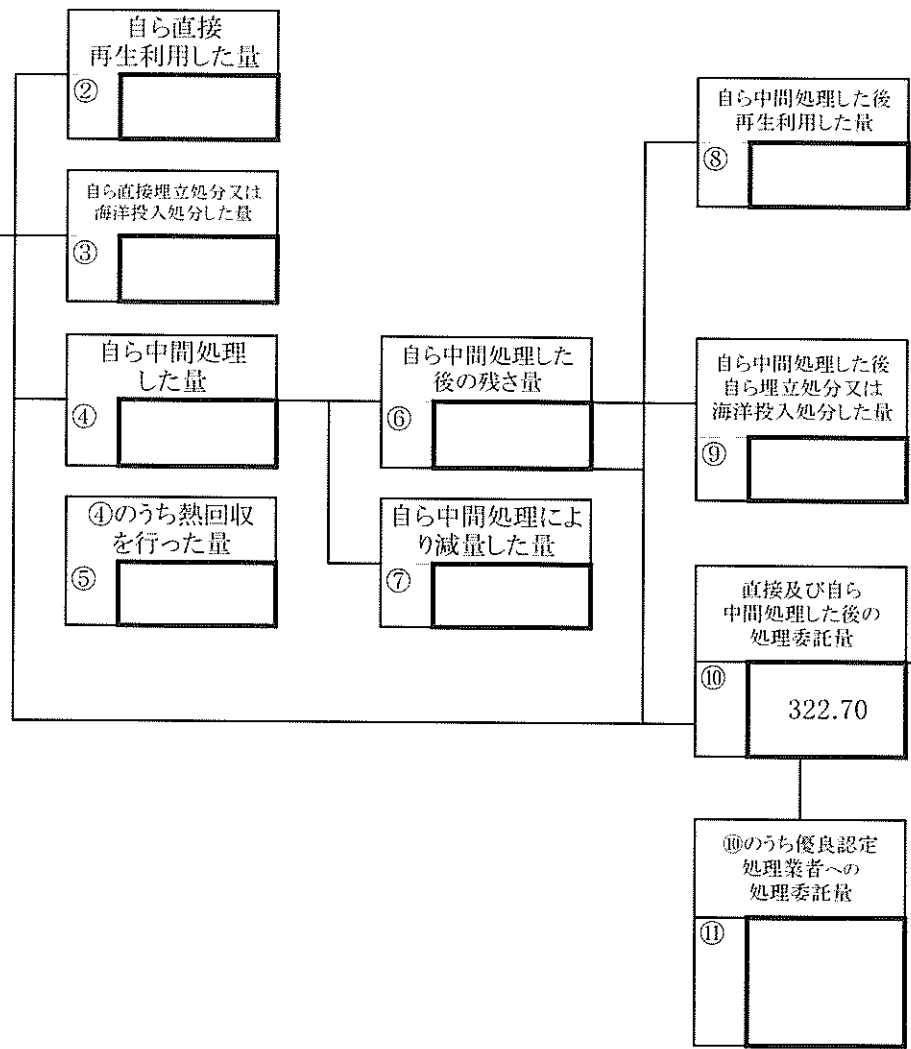 自ら直接
再生利用した量
②
自ら直接埋立処分又は
海洋投入処分した量
③
自ら中間処理
した量
④
④のうち熱回収
を行った量
⑤
自ら中間処理した
後の残さ量
⑥
自ら中間処理によ
り減量した量
⑦
自ら中間処理した後
再生利用した量
⑧
自ら中間処理した後
自ら埋立処分又は
海洋投入処分した量
⑨
直接及び自ら
中間処理した後の
処理委託量
⑩
322.70
⑩のうち優良認定
処理業者への
処理委託量
⑪